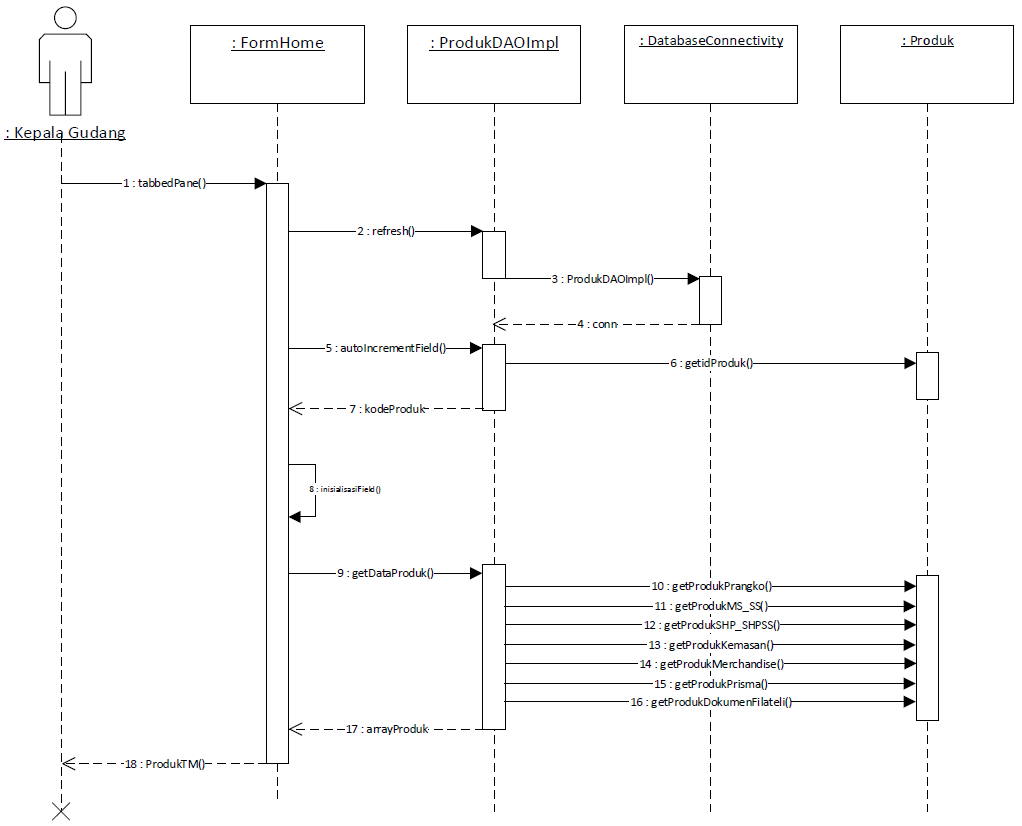 : FormHome
: ProdukDAOImpl
: DatabaseConnectivity
: Produk
: Kepala Gudang
1 : tabbedPane()
2 : refresh()
3 : ProdukDAOImpl()
4 : conn
5 : autoIncrementField()
6 : getidProduk()
7 : kodeProduk
8 : inisialisasiField()
9 : getDataProduk()
10 : getProdukPrangko()
11 : getProdukMS_SS()
12 : getProdukSHP_SHPSS()
13 : getProdukKemasan()
14 : getProdukMerchandise()
15 : getProdukPrisma()
16 : getProdukDokumenFilateli()
17 : arrayProduk
18 : ProdukTM()